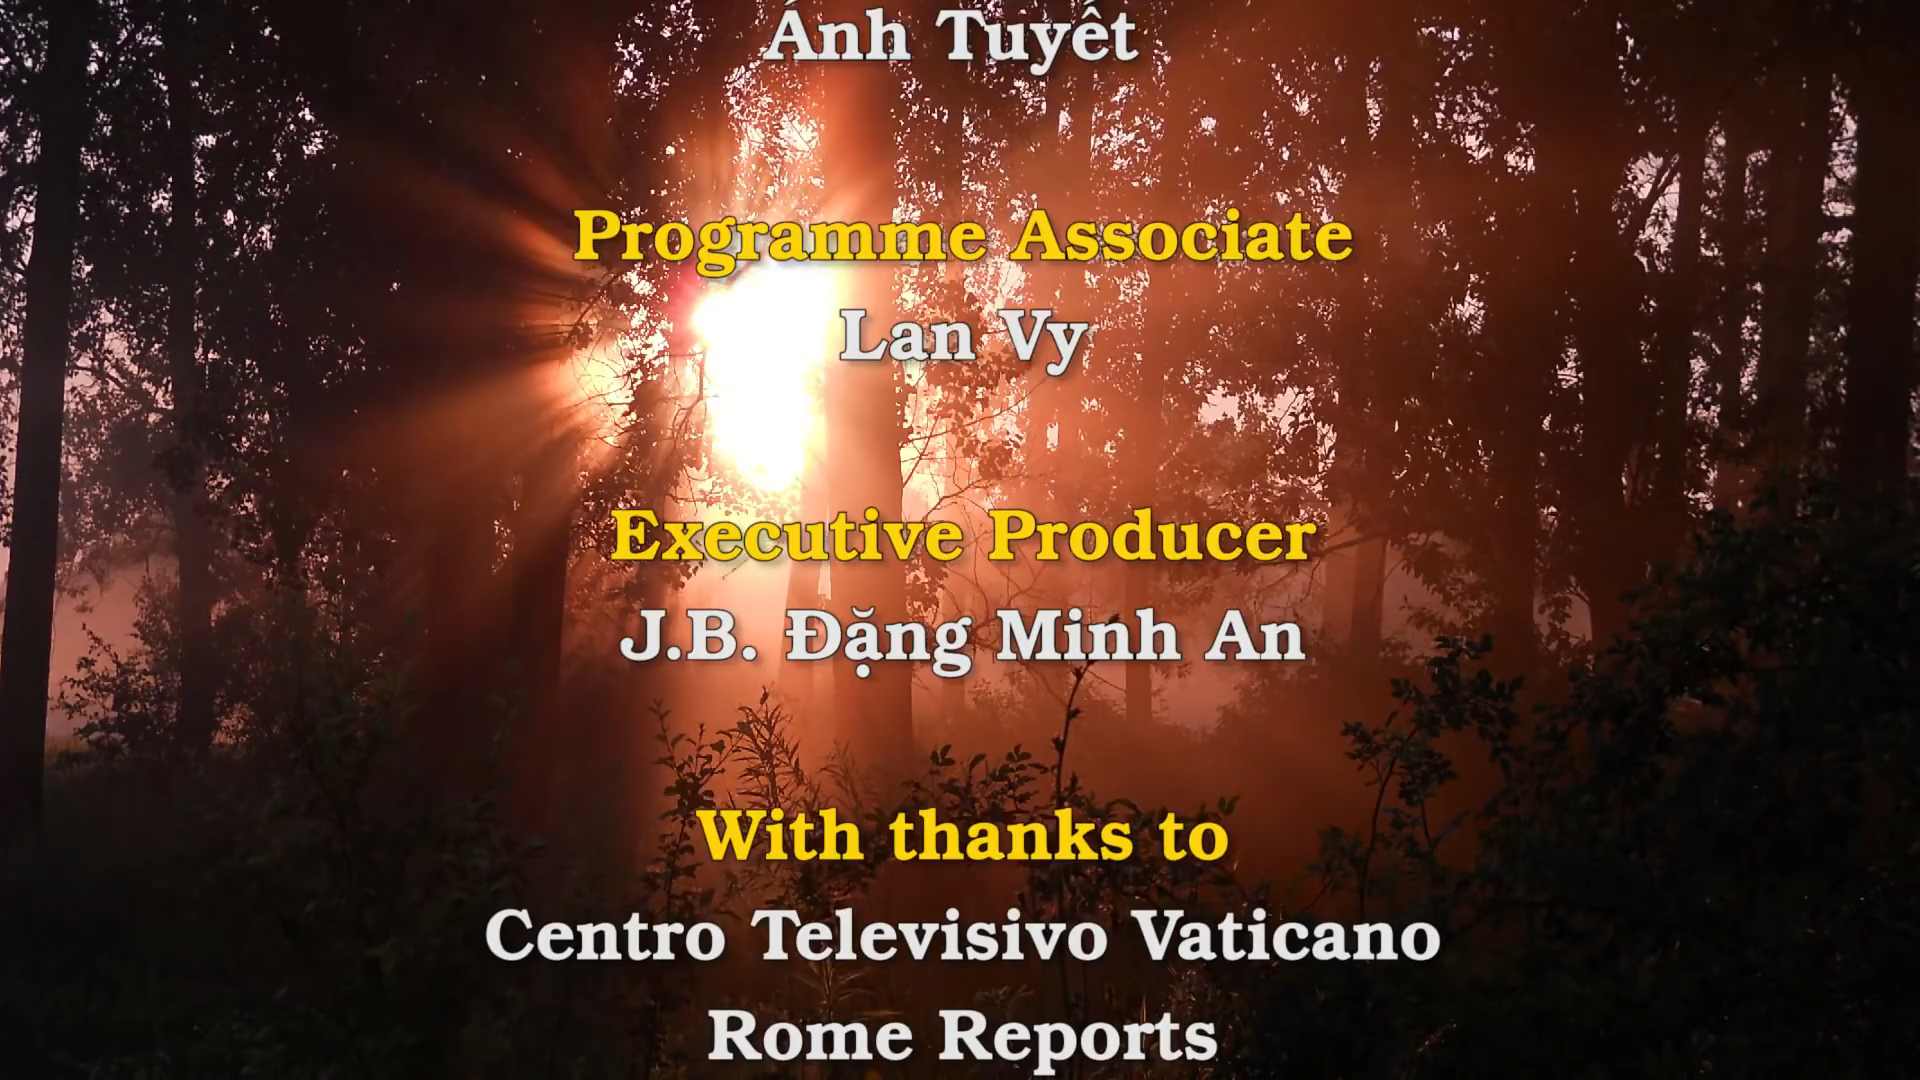 Ánh Tuyết
Programme Associate
Lan Vy
Executive Producer
J.B. Đặng Minh An
With thanks to
Centro Televisivo Vaticano
Rome Reports